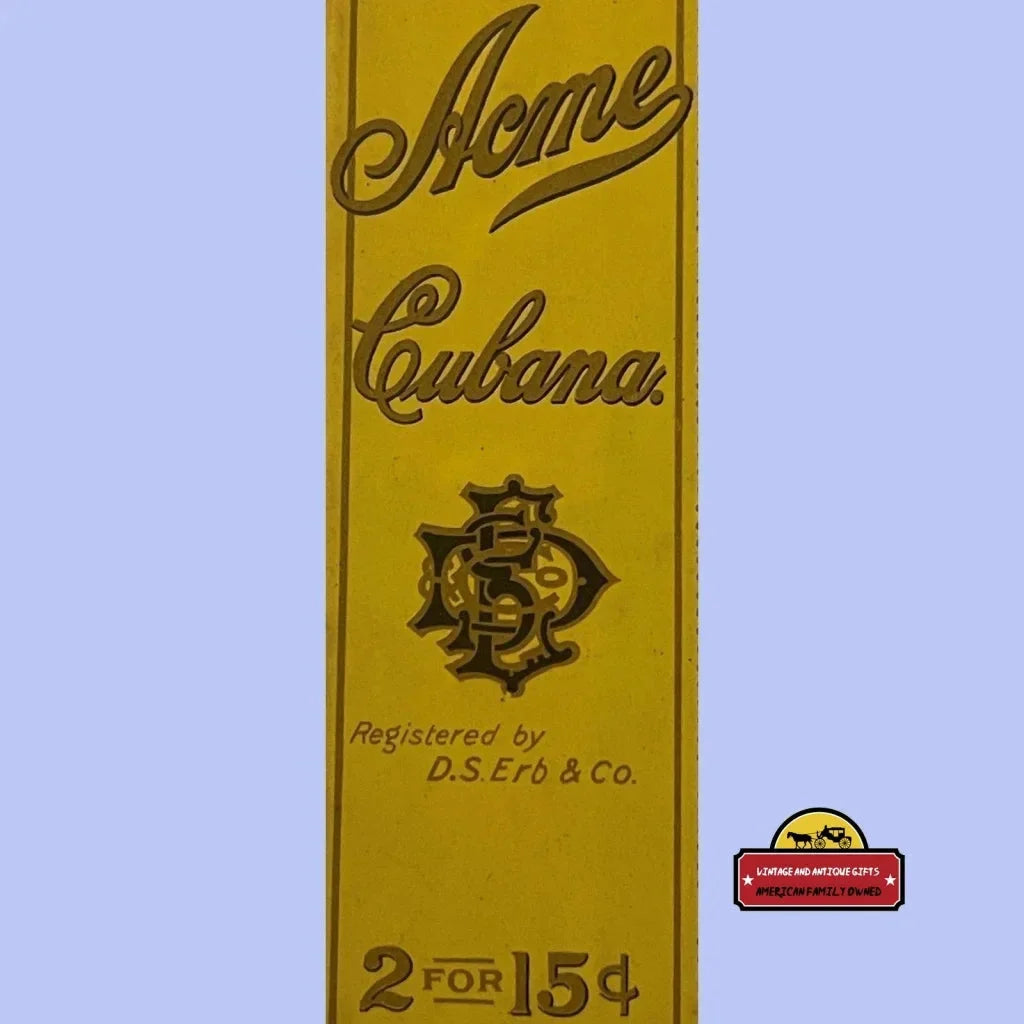 Acme
Cubana.
Registered by
D.S. Erb & Co.
2 FOR 15¢
VINTAGE AND ANTIQUE GIFTS
AMERICAN FAMILY OWNED